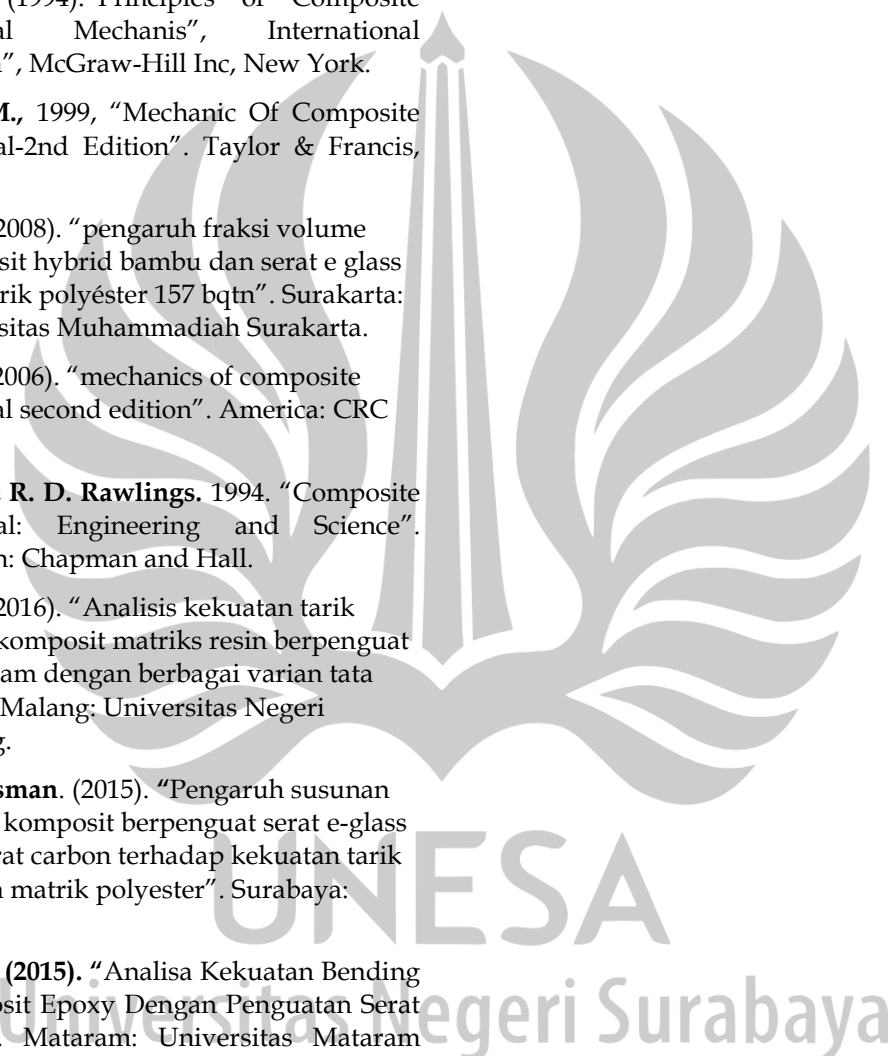 (1994). Principles of Composite
al Mechanis”, International
n”, McGraw-Hill Inc, New York.
M., 1999, “Mechanic Of Composite
al-2nd Edition”. Taylor & Francis,
2008). “pengaruh fraksi volume
sit hybrid bambu dan serat e glass
rik polyéster 157 bqtn”. Surakarta:
sitas Muhammadiah Surakarta.
2006). “mechanics of composite
al second edition”. America: CRC
R. D. Rawlings. 1994. “Composite
al: Engineering and Science”.
n: Chapman and Hall.
2016). “Analisis kekuatan tarik
komposit matriks resin berpenguat
am dengan berbagai varian tata
Malang: Universitas Negeri
g.
sman. (2015). “Pengaruh susunan
komposit berpenguat serat e-glass
rat carbon terhadap kekuatan tarik
n matrik polyester”. Surabaya:
(2015). “Analisa Kekuatan Bending
osit Epoxy Dengan Penguatan Serat
. Mataram: Universitas Mataram
UNESA
Universitas Negeri Surabaya